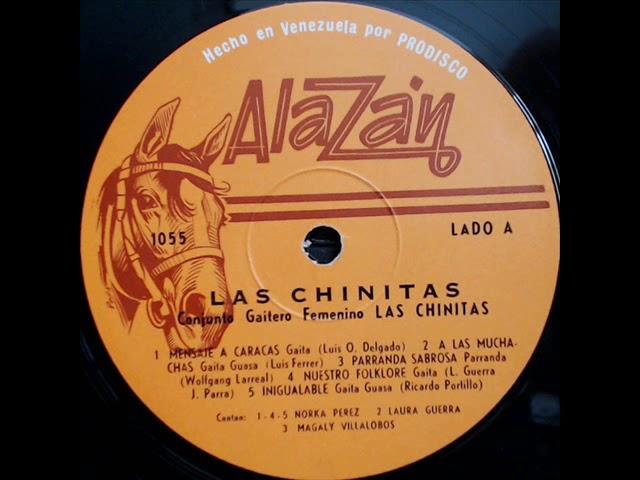 Hecho en Venezuela por PRODISCO
AlaZán
1055
LADO A
LAS CHINITAS
Conjunto Gaitero Femenino LAS CHINITAS
1 MENSAJE A CARACAS Gaita (Luis O. Delgado) 2 A LAS MUCHA-
CHAS Gaita Guasa (Luis Ferrer) 3 PARRANDA SABROSA Parranda
(Wolfgang Larreal) 4 NUESTRO FOLKLORE Gaita (L. Guerra
J. Parra) 5 INIGUALABLE Gaita Guasa (Ricardo Portillo)
Cantan: 1-4-5 NORKA PEREZ 2 LAURA GUERRA
3 MAGALY VILLALOBOS